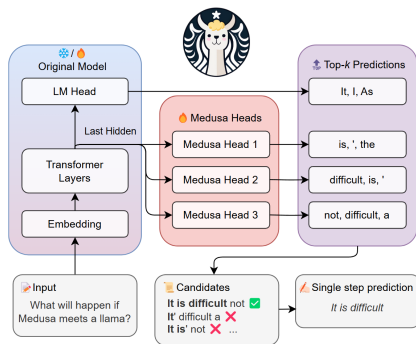 ❄️ / 🔥
Original Model
LM Head
Last Hidden
Transformer
Layers
Embedding
🔥 Medusa Heads
Medusa Head 1
Medusa Head 2
Medusa Head 3
Top-k Predictions
It, I, As
is, ', the
difficult, is, '
not, difficult, a
📝 Input
What will happen if
Medusa meets a llama?
📜 Candidates
It is difficult not ✅
It' difficult a ❌
It is' not ❌ ...
Single step prediction
It is difficult